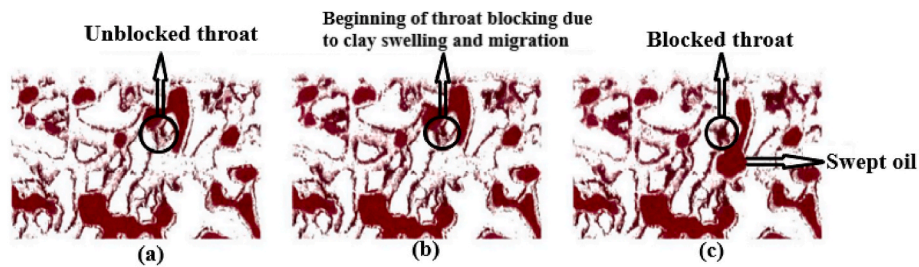 Unblocked throat
Beginning of throat blocking due
to clay swelling and migration
Blocked throat
Swept oil
(a)
(b)
(c)